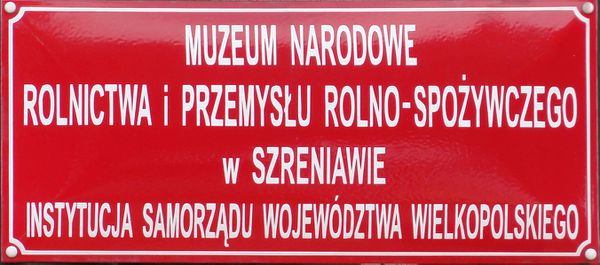 MUZEUM NARODOWE
ROLNICTWA i PRZEMYSŁU ROLNO-SPOŻYWCZEGO
w SZRENIAWIE
INSTYTUCJA SAMORZĄDU WOJEWÓDZTWA WIELKOPOLSKIEGO